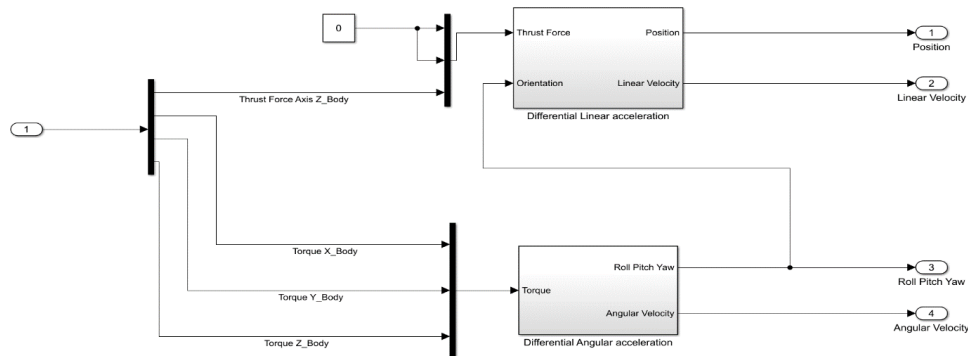 0
Thrust Force
Position
1
Position
Orientation
Linear Velocity
2
Linear Velocity
Thrust Force Axis Z_Body
Differential Linear acceleration
1
Torque X_Body
Roll Pitch Yaw
3
Roll Pitch Yaw
Torque
Torque Y_Body
Angular Velocity
4
Angular Velocity
Torque Z_Body
Differential Angular acceleration